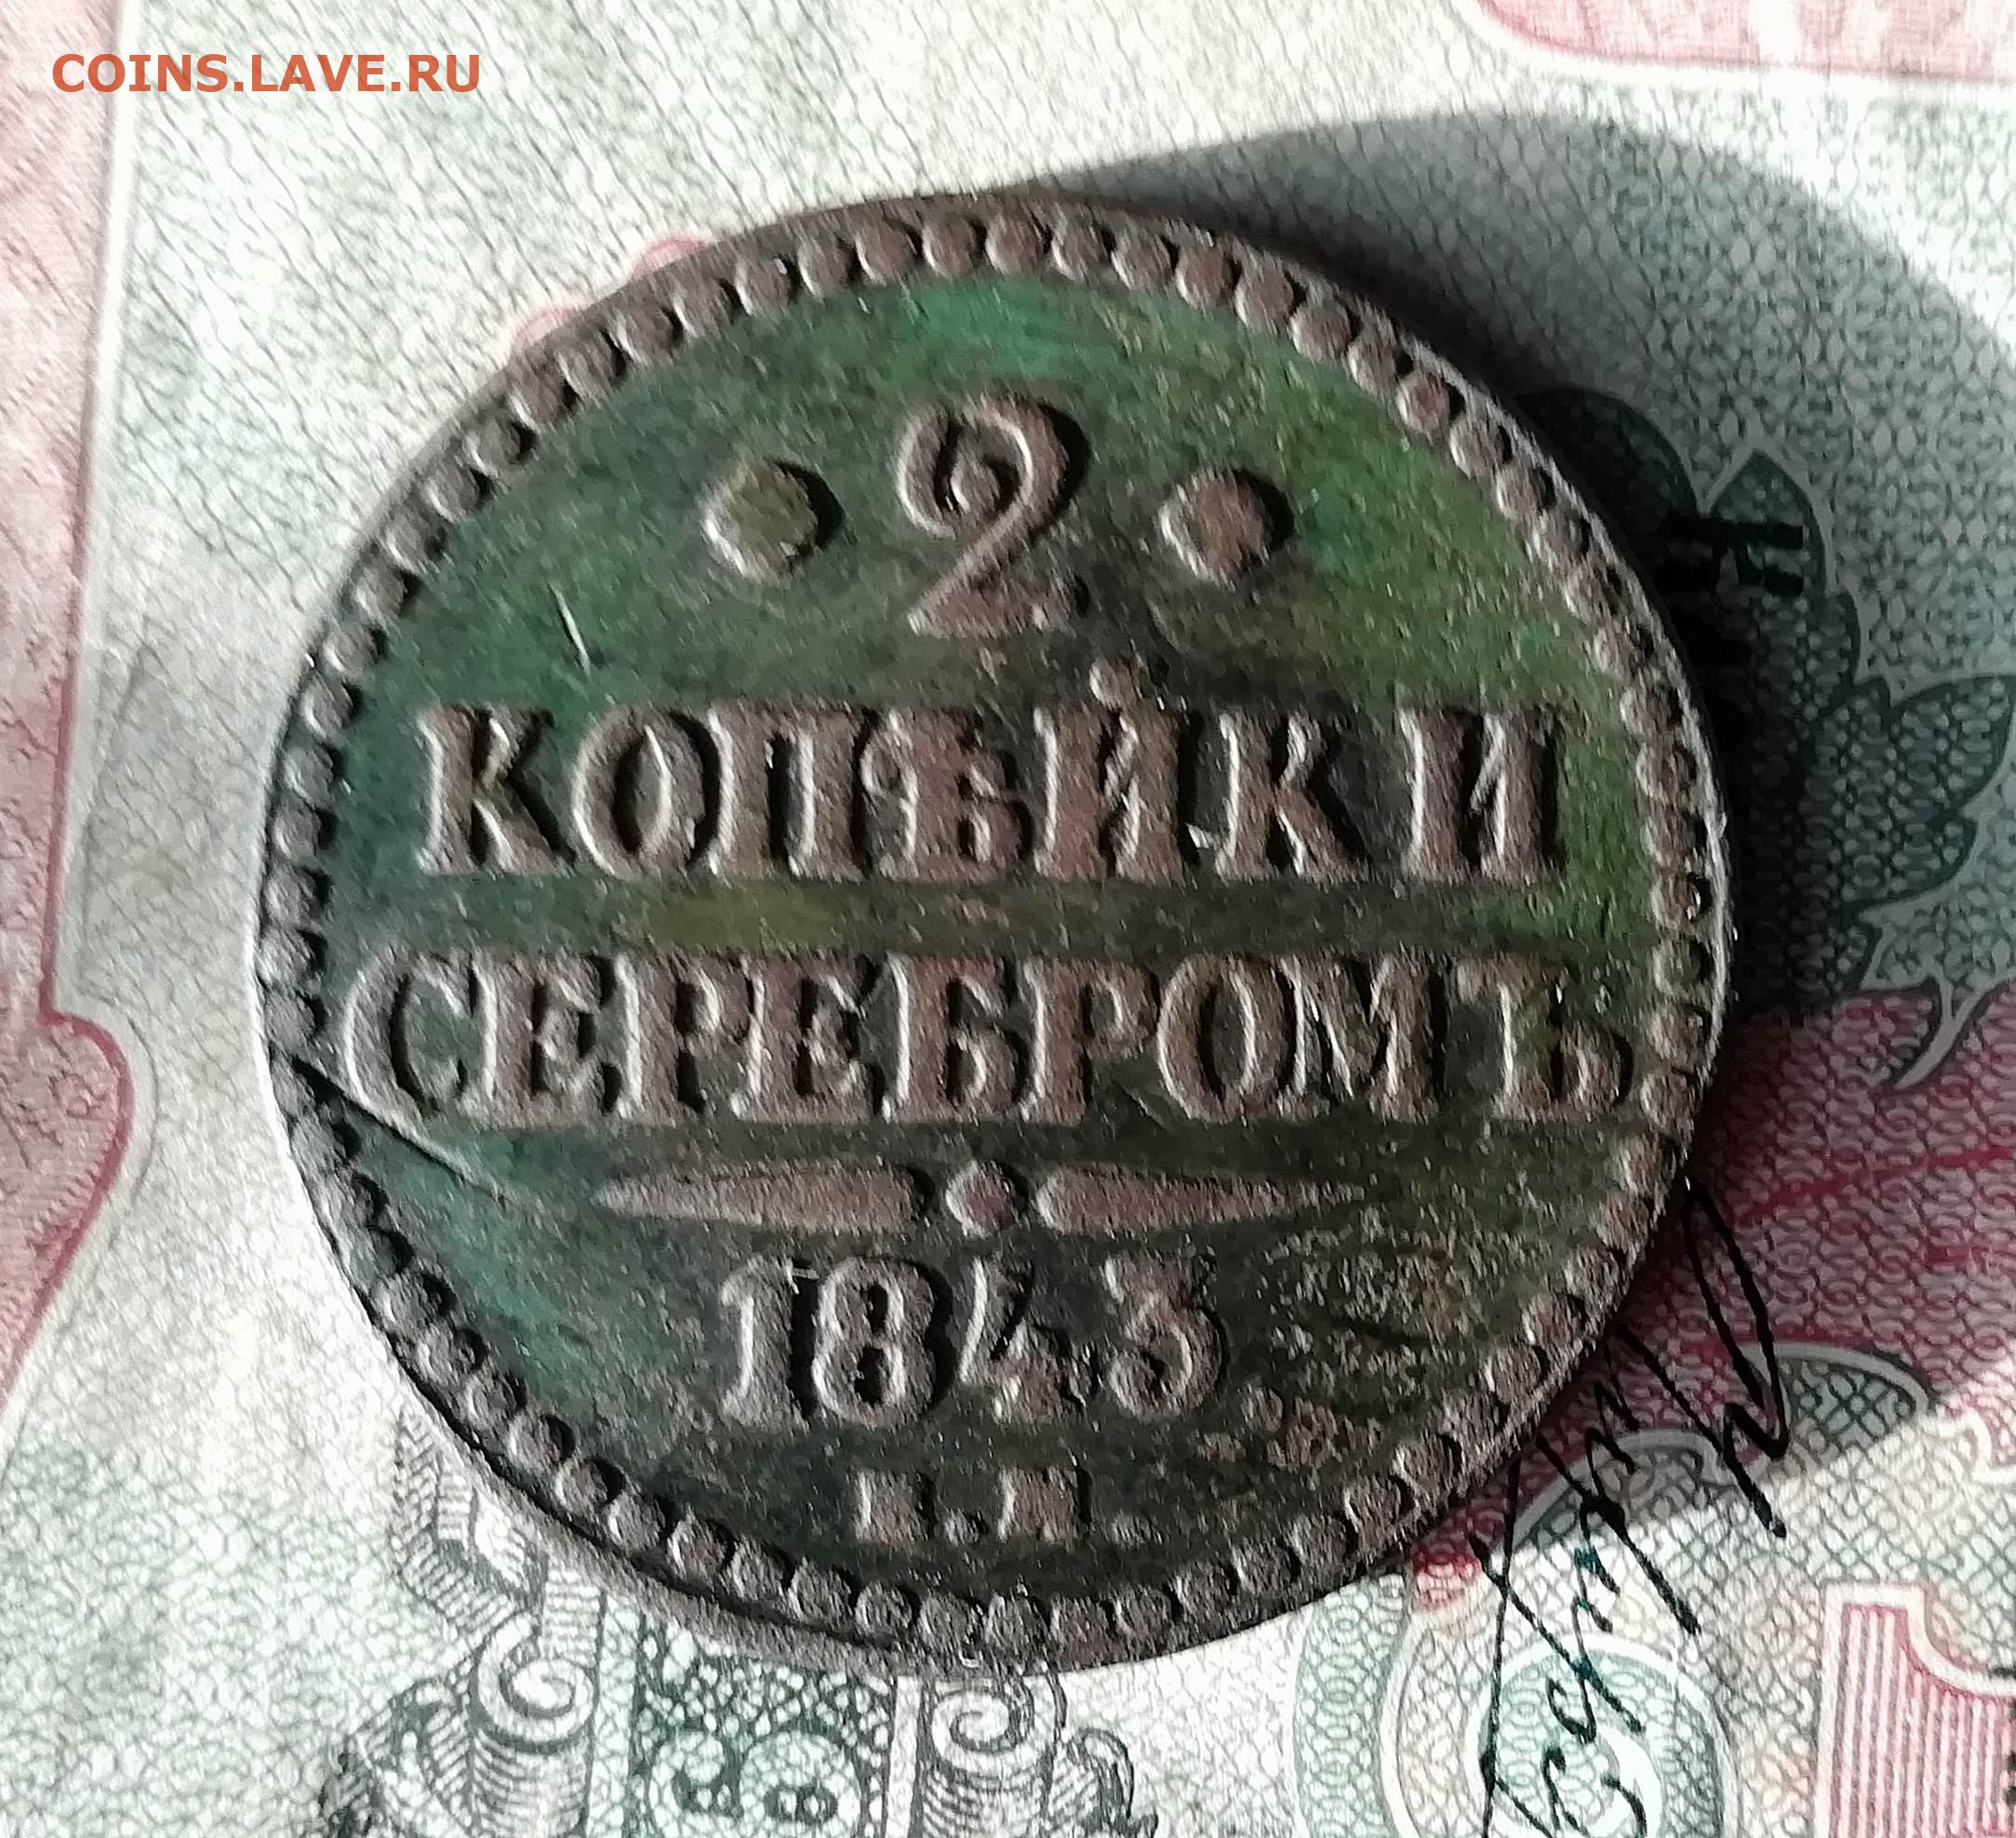 COINS.LAVE.RU
2
КОПѢЙКИ
СЕРЕБРОМЪ
1843